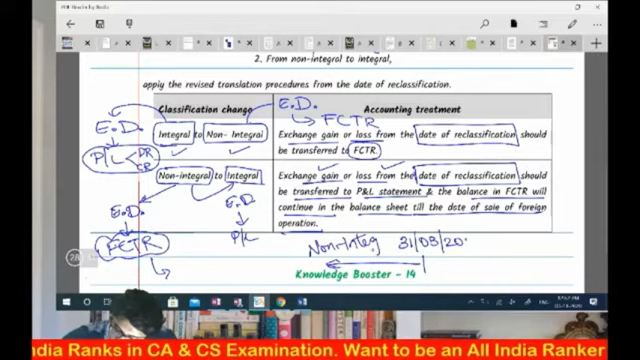 2. From non-integral to integral,
apply the revised translation procedures from the date of reclassification.
E.D.
Classification change
Accounting treatment
FCTR
E.D.
P/L DR
CR
Integral to Non-Integral
Exchange gain or loss from the date of reclassification should
be transferred to FCTR.
Non-integral to Integral
Exchange gain or loss from the date of reclassification should
be transferred to P&L statement & the balance in FCTR will
continue in the balance sheet till the date of sale of foreign
operation.
E.D.
E.D.
FCTR
P/L
Non-integ 31/03/20
Knowledge Booster - 14
India Ranks in CA & CS Examination. Want to be an All India Ranker